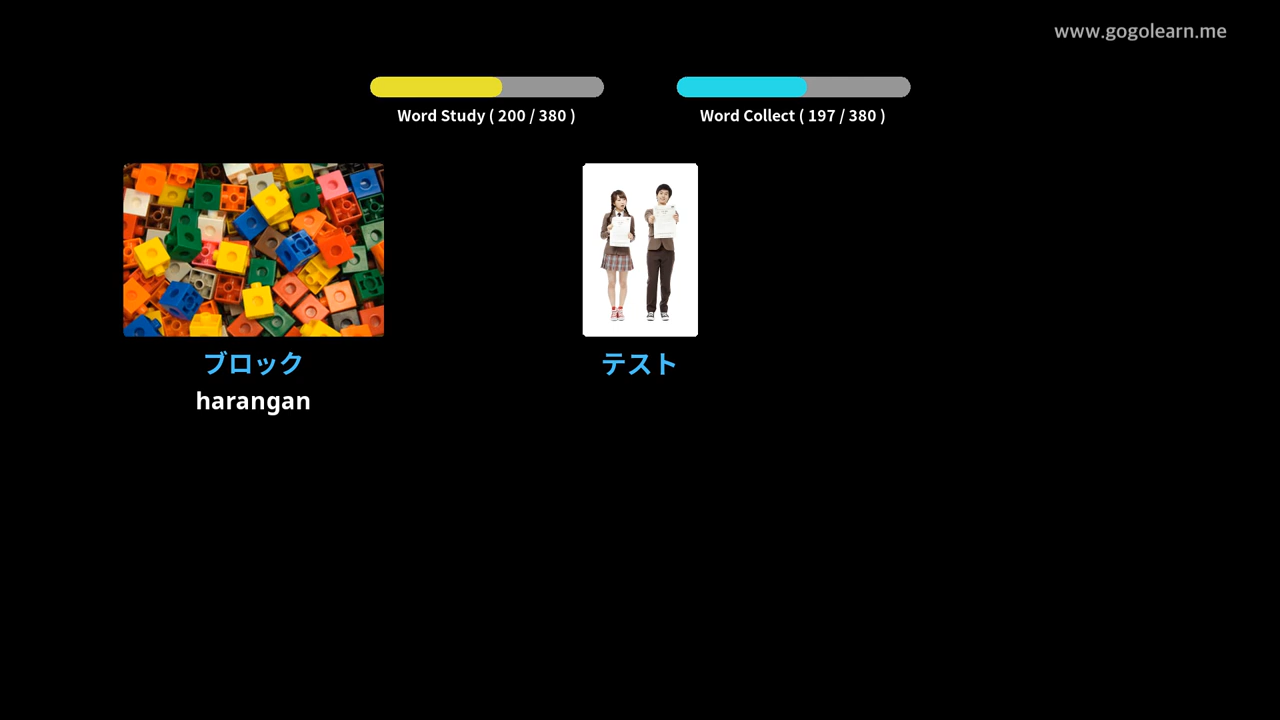 www.gogolearn.me
Word Study ( 200 / 380 )
Word Collect ( 197 / 380 )
ブロック
harangan
テスト